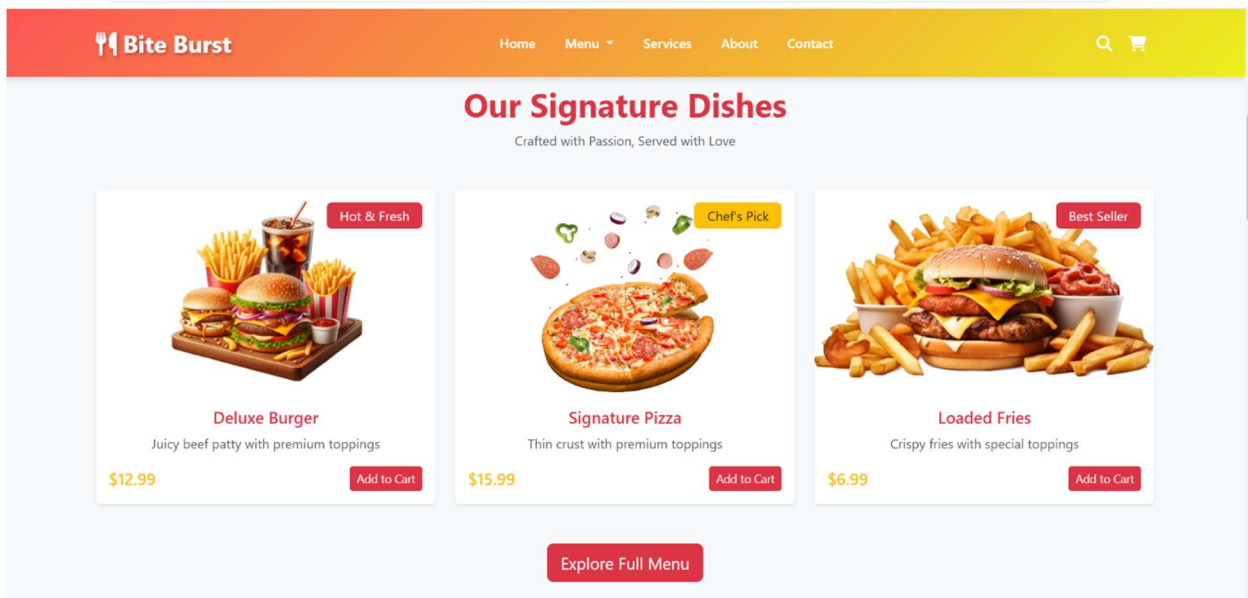 Bite Burst
Home Menu Services About Contact
Our Signature Dishes
Crafted with Passion, Served with Love
Hot & Fresh
Deluxe Burger
Juicy beef patty with premium toppings
$12.99 Add to Cart
Chef's Pick
Signature Pizza
Thin crust with premium toppings
$15.99 Add to Cart
Best Seller
Loaded Fries
Crispy fries with special toppings
$6.99 Add to Cart
Explore Full Menu